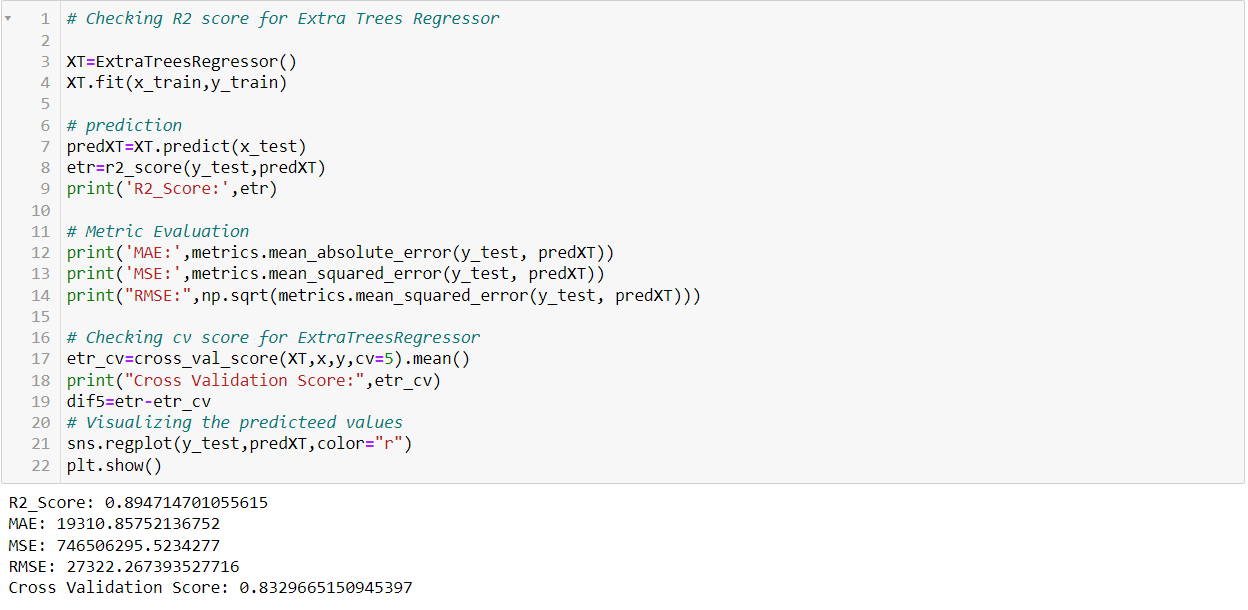 1 # Checking R2 score for Extra Trees Regressor
2
3 XT=ExtraTreesRegressor()
4 XT.fit(x_train,y_train)
5
6 # prediction
7 predXT=XT.predict(x_test)
8 etr=r2_score(y_test,predXT)
9 print('R2_Score:',etr)
10
11 # Metric Evaluation
12 print('MAE:',metrics.mean_absolute_error(y_test, predXT))
13 print('MSE:',metrics.mean_squared_error(y_test, predXT))
14 print("RMSE:",np.sqrt(metrics.mean_squared_error(y_test, predXT)))
15
16 # Checking cv score for ExtraTreesRegressor
17 etr_cv=cross_val_score(XT,x,y,cv=5).mean()
18 print("Cross Validation Score:",etr_cv)
19 dif5=etr-etr_cv
20 # Visualizing the predicteed values
21 sns.regplot(y_test,predXT,color="r")
22 plt.show()
R2_Score: 0.894714701055615
MAE: 19310.85752136752
MSE: 746506295.5234277
RMSE: 27322.267393527716
Cross Validation Score: 0.8329665150945397